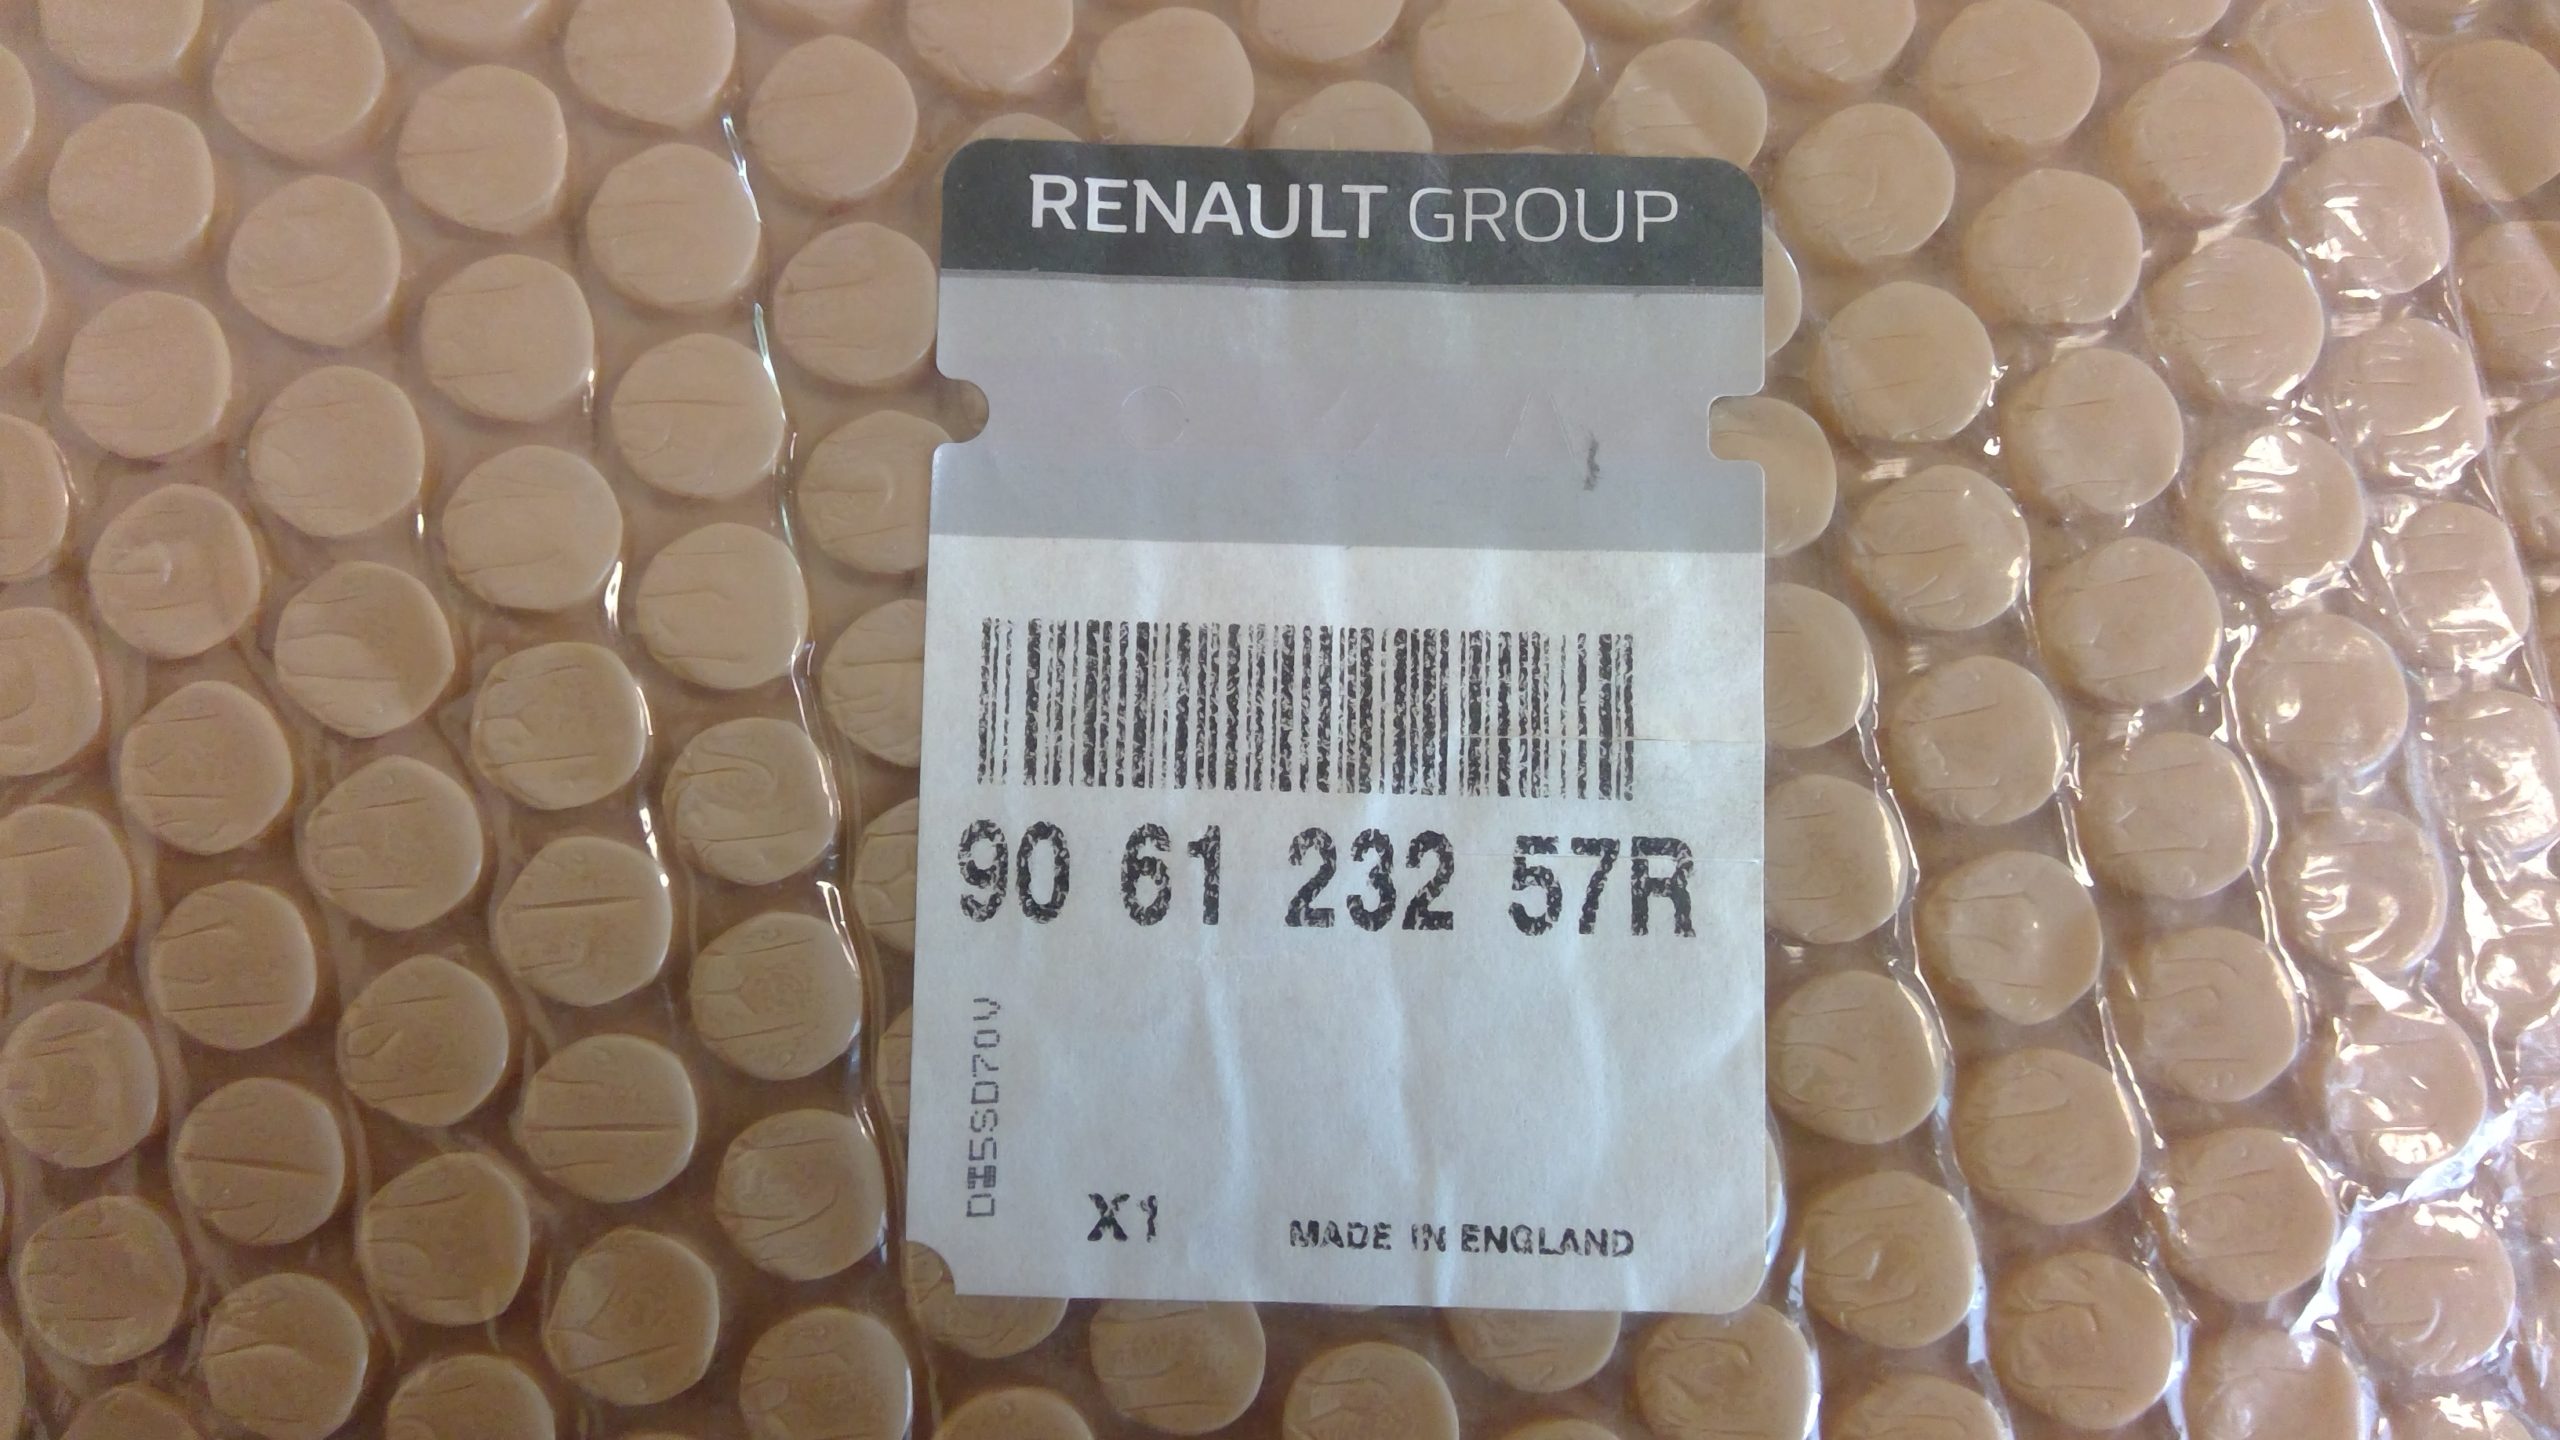 RENAULT GROUP
90 61 232 57R
X1
MADE IN ENGLAND